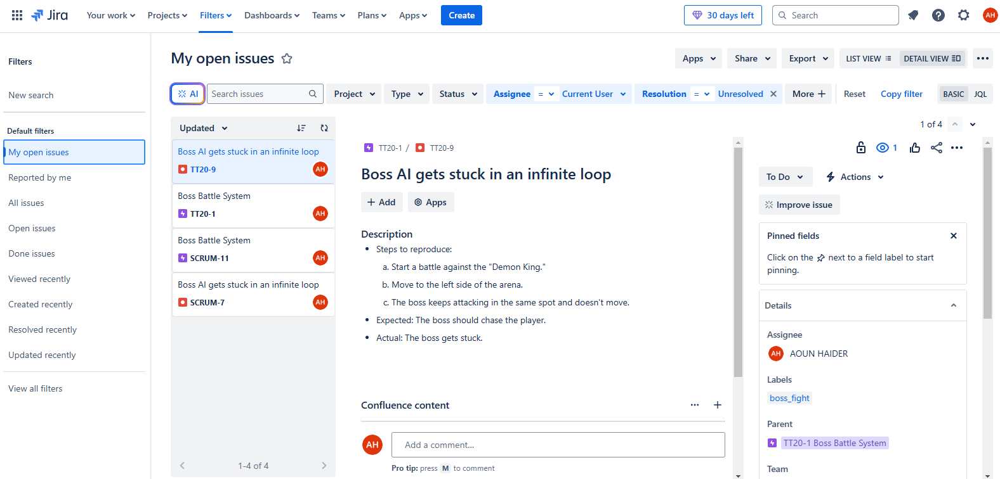 Jira Your work Projects Filters Dashboards Teams Plans Apps Create 30 days left Search AH
Filters
New search
Default filters
My open issues
Reported by me
All issues
Open issues
Done issues
Viewed recently
Created recently
Resolved recently
Updated recently
View all filters
My open issues
Apps Share Export LIST VIEW DETAIL VIEW
AI Search issues Project Type Status Assignee = Current User Resolution = Unresolved More Reset Copy filter BASIC JQL
Updated
Boss AI gets stuck in an infinite loop
TT20-9 AH
Boss Battle System
TT20-1 AH
Boss Battle System
SCRUM-11 AH
Boss AI gets stuck in an infinite loop
SCRUM-7 AH
1-4 of 4
1 of 4
TT20-1 / TT20-9
Boss AI gets stuck in an infinite loop
Add Apps
Description
• Steps to reproduce:
a. Start a battle against the "Demon King."
b. Move to the left side of the arena.
c. The boss keeps attacking in the same spot and doesn't move.
• Expected: The boss should chase the player.
• Actual: The boss gets stuck.
Confluence content
AH Add a comment...
Pro tip: press M to comment
1
To Do Actions
Improve issue
Pinned fields
Click on the next to a field label to start
pinning.
Details
Assignee
AH AOUN HAIDER
Labels
boss_fight
Parent
TT20-1 Boss Battle System
Team